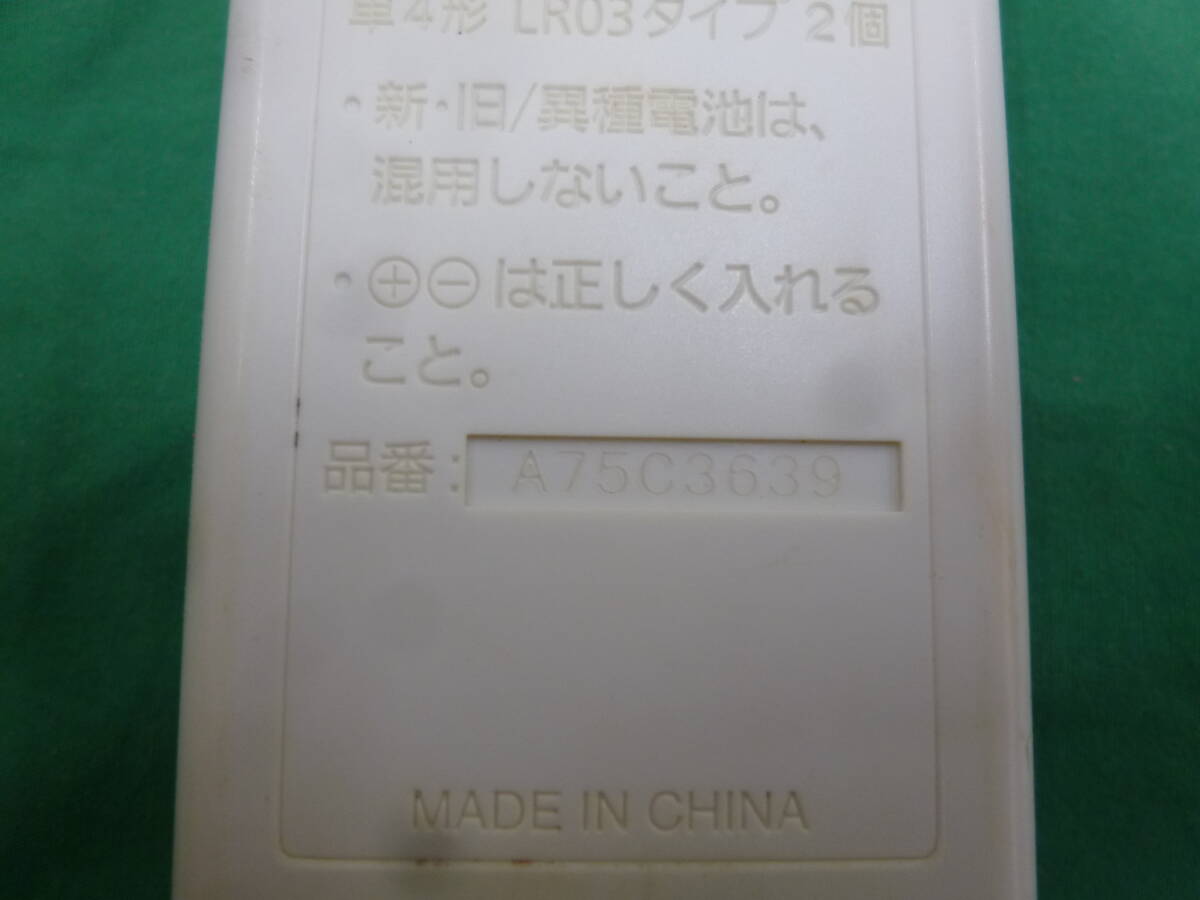 単4形 LR03タイプ 2個
・新・旧/異種電池は、
混用しないこと。
・⊕⊖は正しく入れる
こと。
品番: A75C3639
MADE IN CHINA